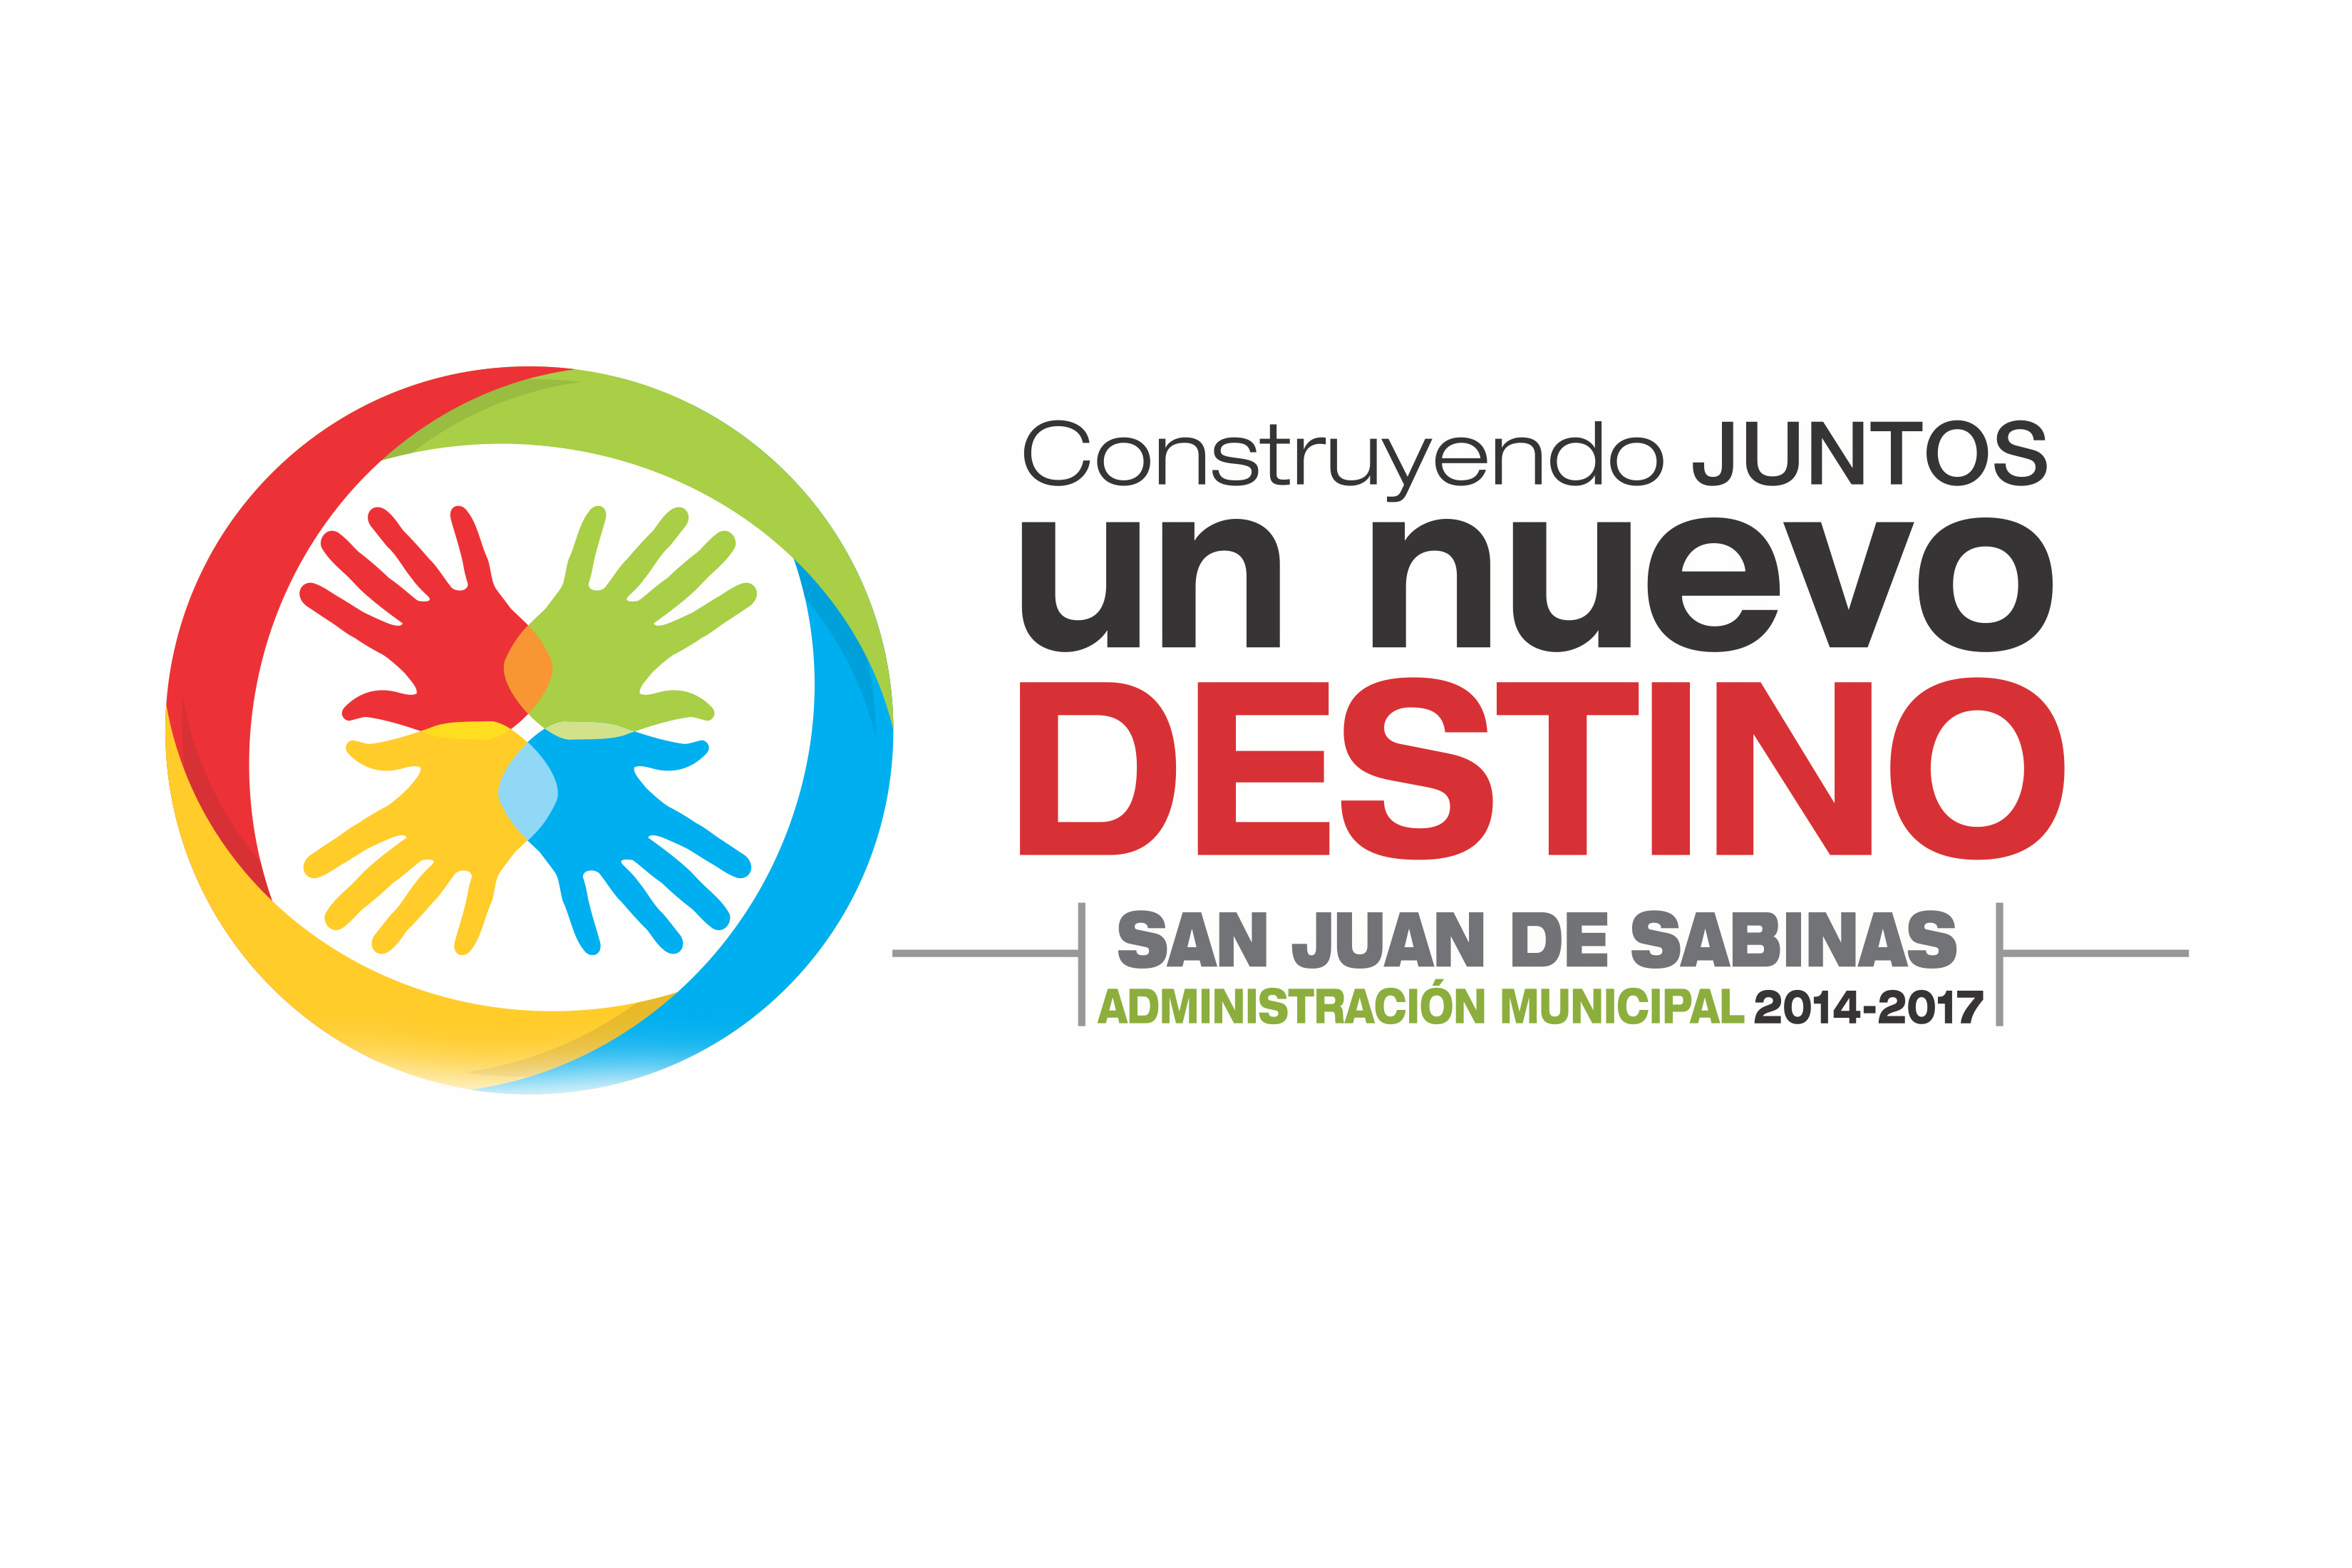 Construyendo JUNTOS
un nuevo
DESTINO
SAN JUAN DE SABINAS
ADMINISTRACIÓN MUNICIPAL 2014-2017